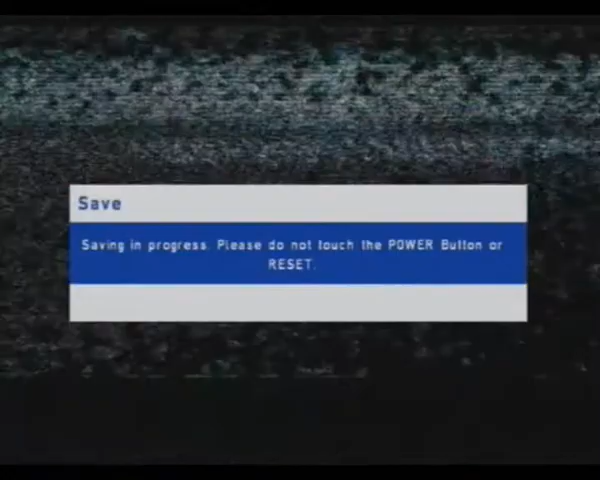 Save
Saving in progress. Please do not touch the POWER Button or
RESET.